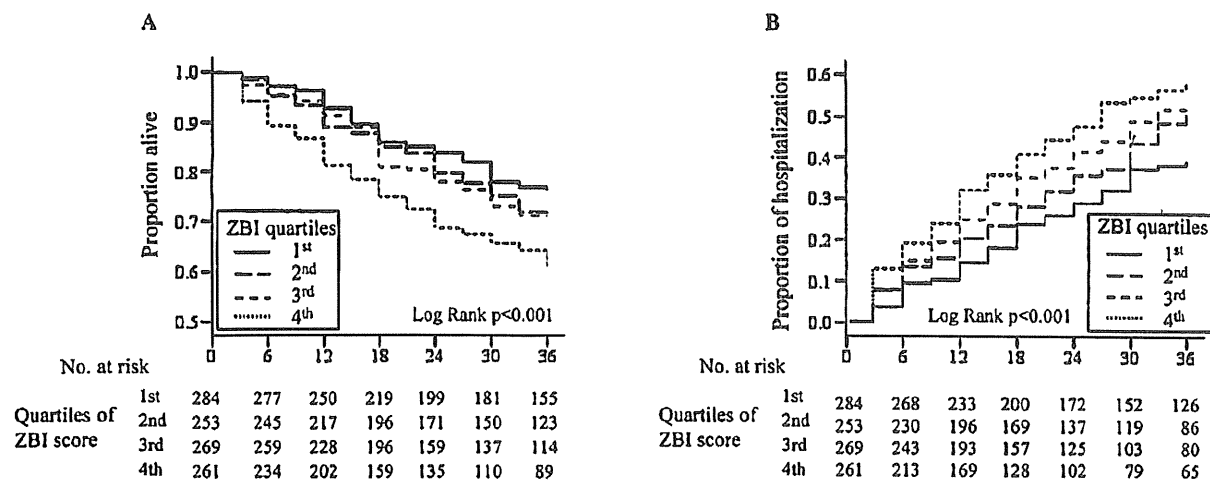 A
Proportion alive
1.0
0.9
0.8
0.7
0.6
0.5
ZBI quartiles
1st
2nd
3rd
4th
Log Rank p<0.001
0 6 12 18 24 30 36
No. at risk
Quartiles of
ZBI score
1st 284 277 250 219 199 181 155
2nd 253 245 217 196 171 150 123
3rd 269 259 228 196 159 137 114
4th 261 234 202 159 135 110 89
B
Proportion of hospitalization
0.6
0.5
0.4
0.3
0.2
0.1
0.0
Log Rank p<0.001
ZBI quartiles
1st
2nd
3rd
4th
0 6 12 18 24 30 36
No. at risk
Quartiles of
ZBI score
1st 284 268 233 200 172 152 126
2nd 253 230 196 169 137 119 86
3rd 269 243 193 157 125 103 80
4th 261 213 169 128 102 79 65